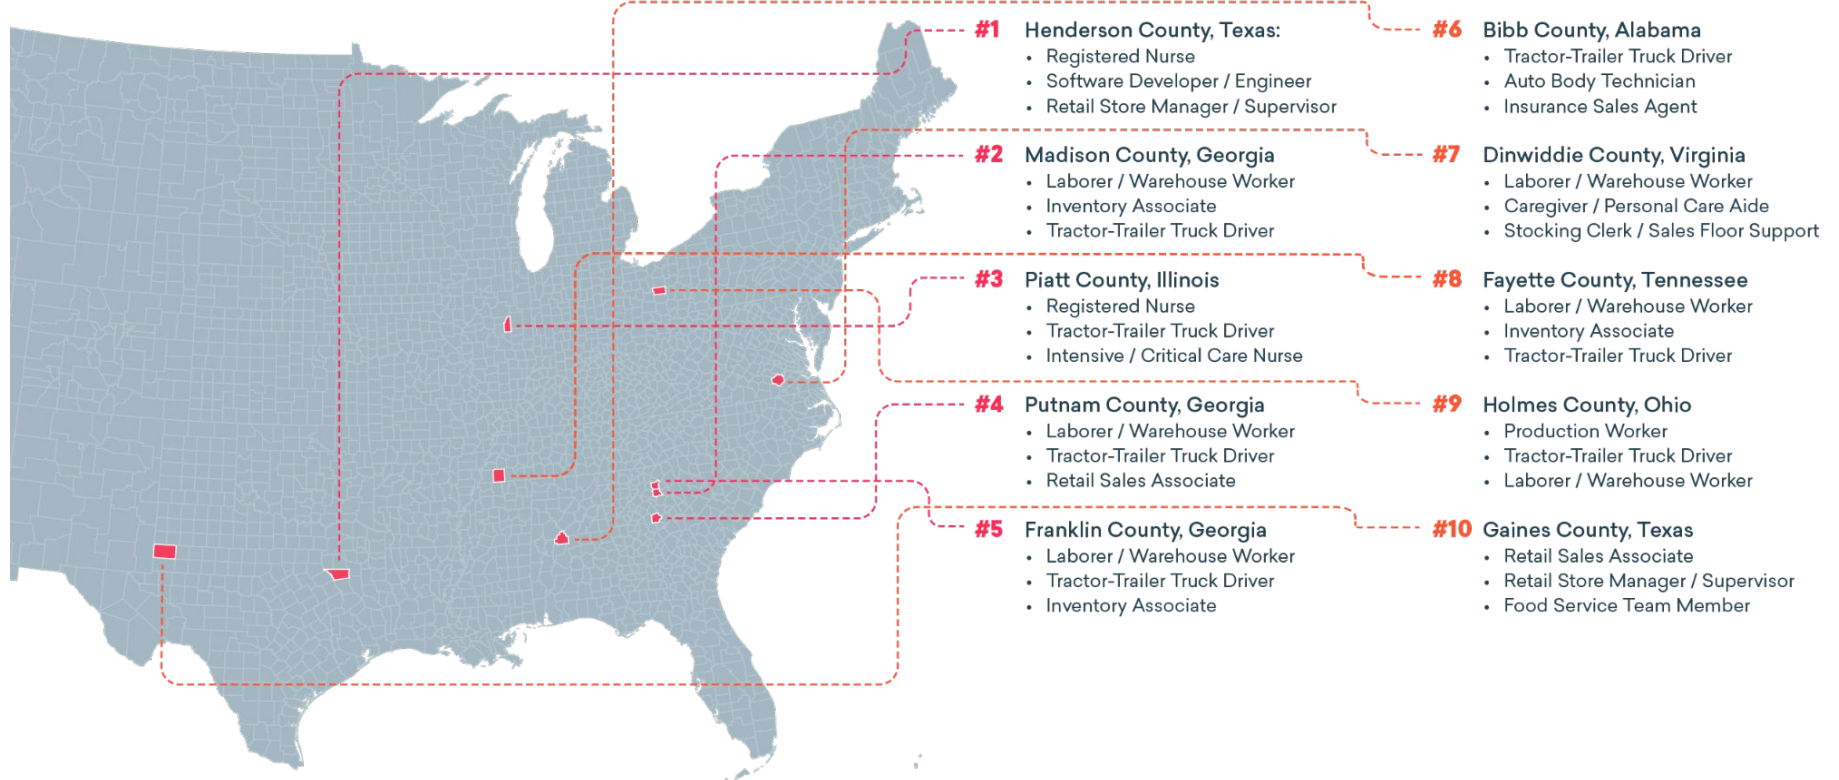 #1 Henderson County, Texas:
• Registered Nurse
• Software Developer / Engineer
• Retail Store Manager / Supervisor
#2 Madison County, Georgia
• Laborer / Warehouse Worker
• Inventory Associate
• Tractor-Trailer Truck Driver
#3 Piatt County, Illinois
• Registered Nurse
• Tractor-Trailer Truck Driver
• Intensive / Critical Care Nurse
#4 Putnam County, Georgia
• Laborer / Warehouse Worker
• Tractor-Trailer Truck Driver
• Retail Sales Associate
#5 Franklin County, Georgia
• Laborer / Warehouse Worker
• Tractor-Trailer Truck Driver
• Inventory Associate
#6 Bibb County, Alabama
• Tractor-Trailer Truck Driver
• Auto Body Technician
• Insurance Sales Agent
#7 Dinwiddie County, Virginia
• Laborer / Warehouse Worker
• Caregiver / Personal Care Aide
• Stocking Clerk / Sales Floor Support
#8 Fayette County, Tennessee
• Laborer / Warehouse Worker
• Inventory Associate
• Tractor-Trailer Truck Driver
#9 Holmes County, Ohio
• Production Worker
• Tractor-Trailer Truck Driver
• Laborer / Warehouse Worker
#10 Gaines County, Texas
• Retail Sales Associate
• Retail Store Manager / Supervisor
• Food Service Team Member